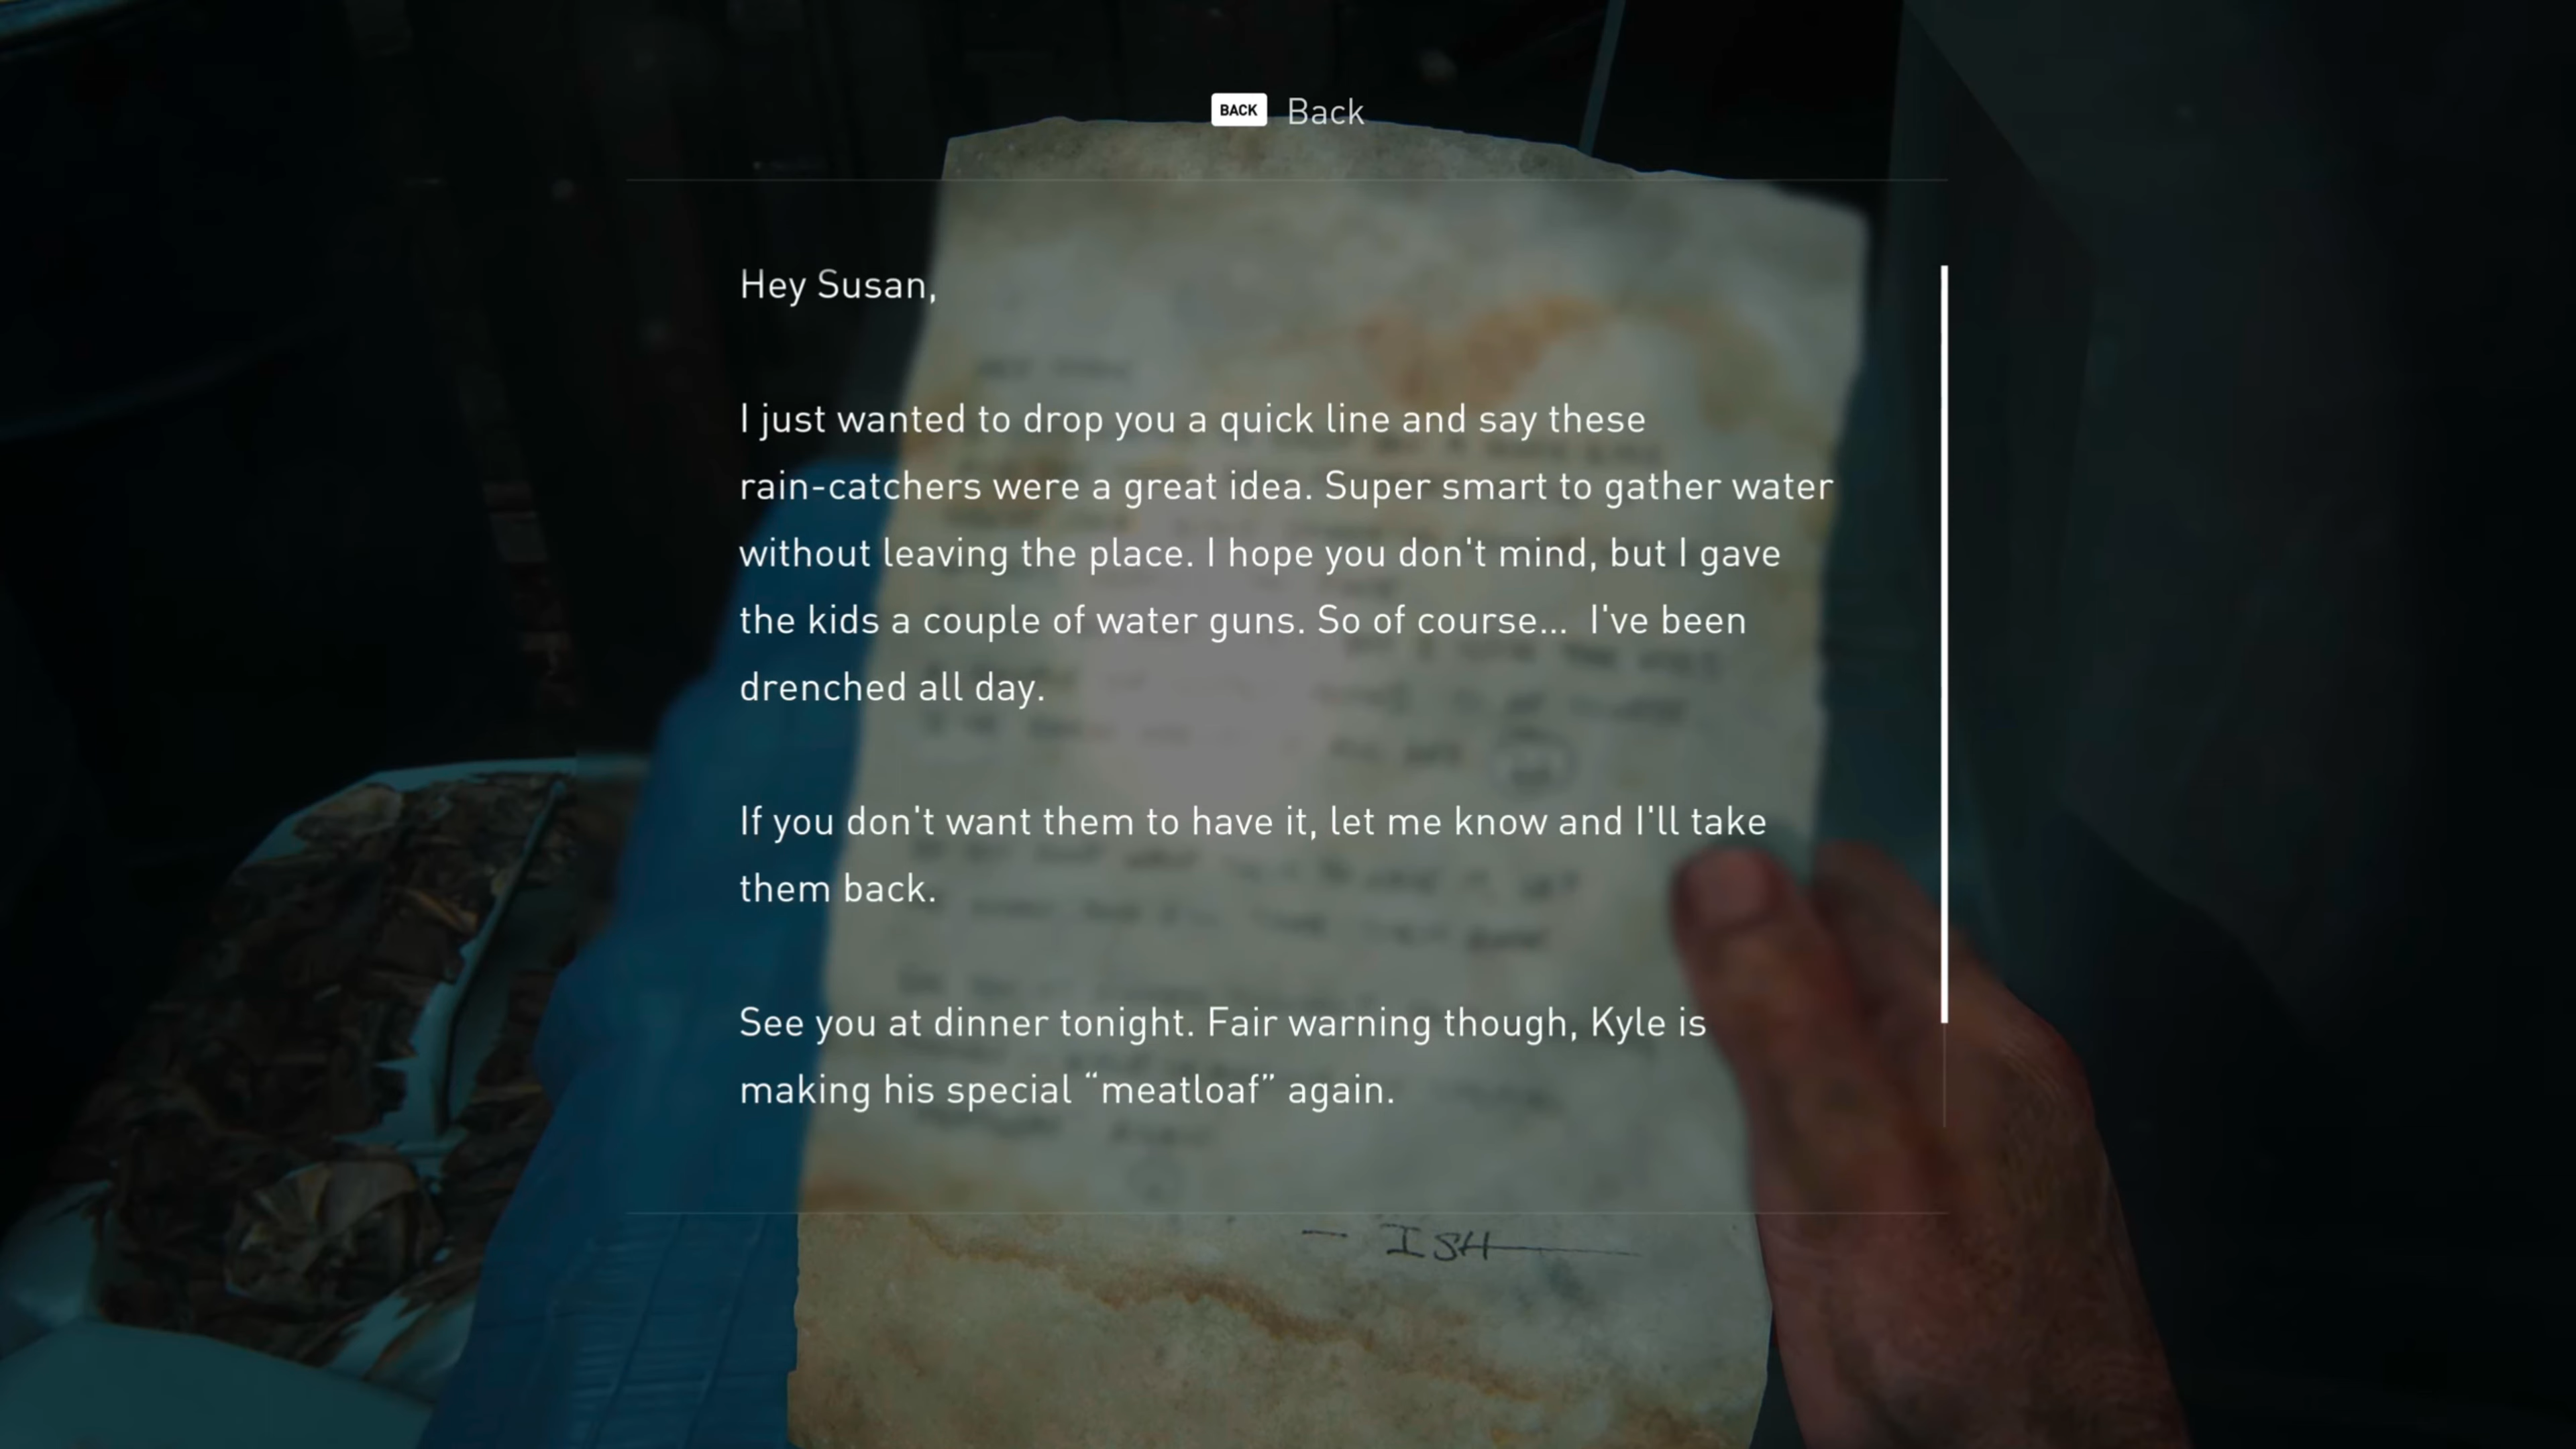 BACK Back
Hey Susan,
I just wanted to drop you a quick line and say these
rain-catchers were a great idea. Super smart to gather water
without leaving the place. I hope you don't mind, but I gave
the kids a couple of water guns. So of course...  I've been
drenched all day.
If you don't want them to have it, let me know and I'll take
them back.
See you at dinner tonight. Fair warning though, Kyle is
making his special “meatloaf” again.
- ISH